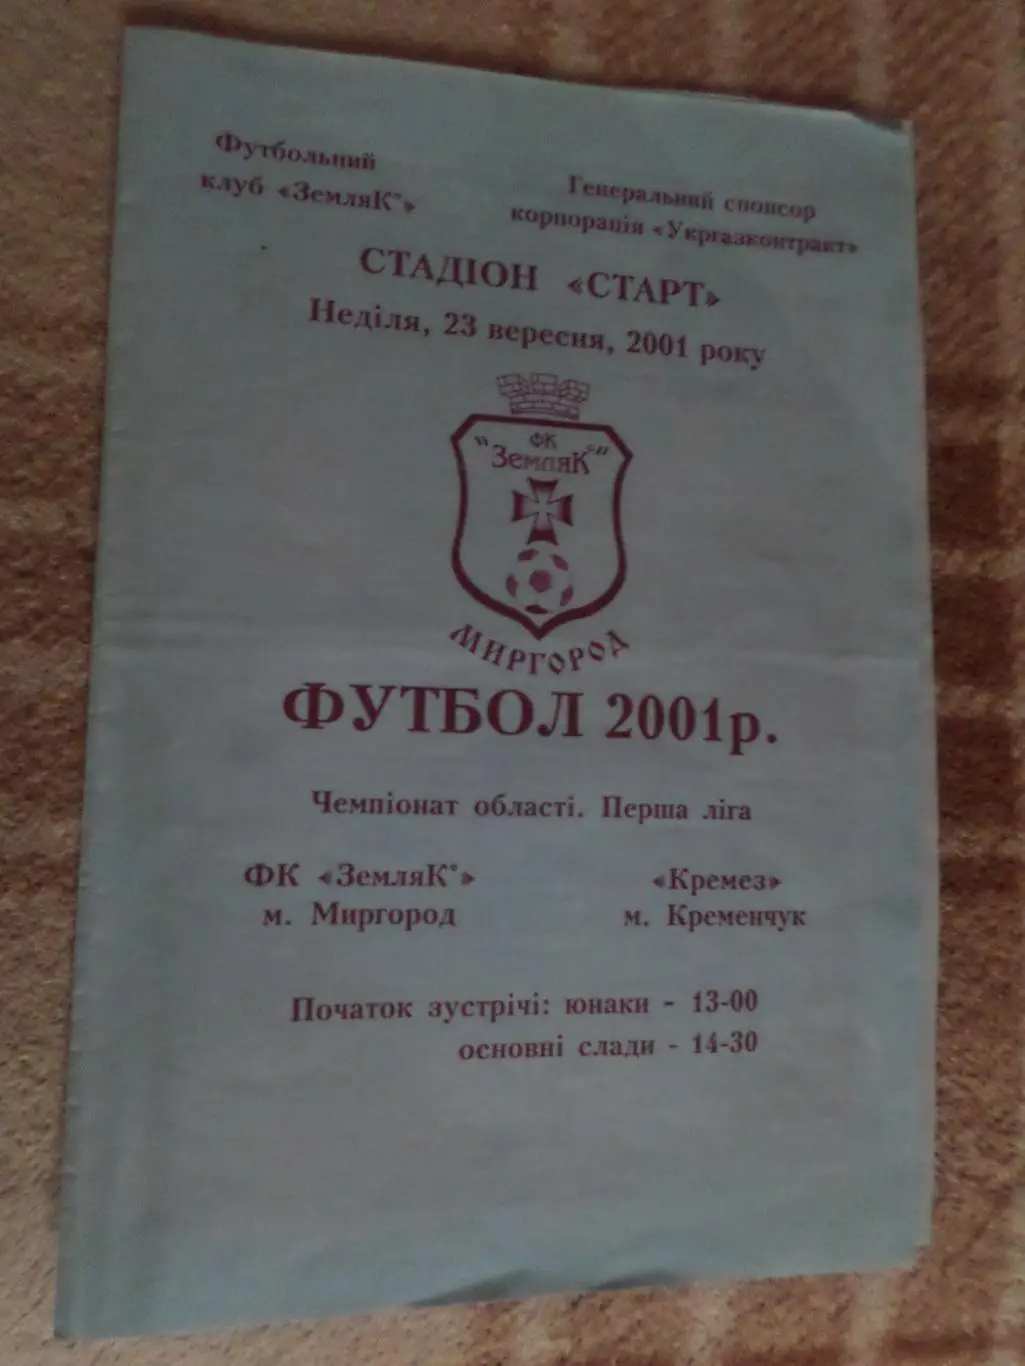 Футбольний
клуб «ЗемляК°»
Генеральний спонсор
корпорація «Укргазконтракт»
СТАДІОН «СТАРТ»
Неділя, 23 вересня, 2001 року
ФК
"ЗемляК°"
МИРГОРОД
ФУТБОЛ 2001р.
Чемпіонат області. Перша ліга
ФК «ЗемляК°» «Кремез»
м. Миргород м. Кременчук
Початок зустрічі: юнаки - 13-00
основні слади - 14-30